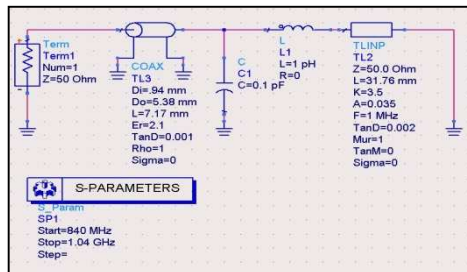 Term
Term1
Num=1
Z=50 Ohm
COAX
TL3
Di=.94 mm
Do=5.38 mm
L=7.17 mm
Er=2.1
TanD=0.001
Rho=1
Sigma=0
C
C1
C=0.1 pF
L
L1
L=1 pH
R=0
TLINP
TL2
Z=50.0 Ohm
L=31.76 mm
K=3.5
A=0.035
F=1 MHz
TanD=0.002
Mur=1
TanM=0
Sigma=0
S-PARAMETERS
S_Param
SP1
Start=840 MHz
Stop=1.04 GHz
Step=